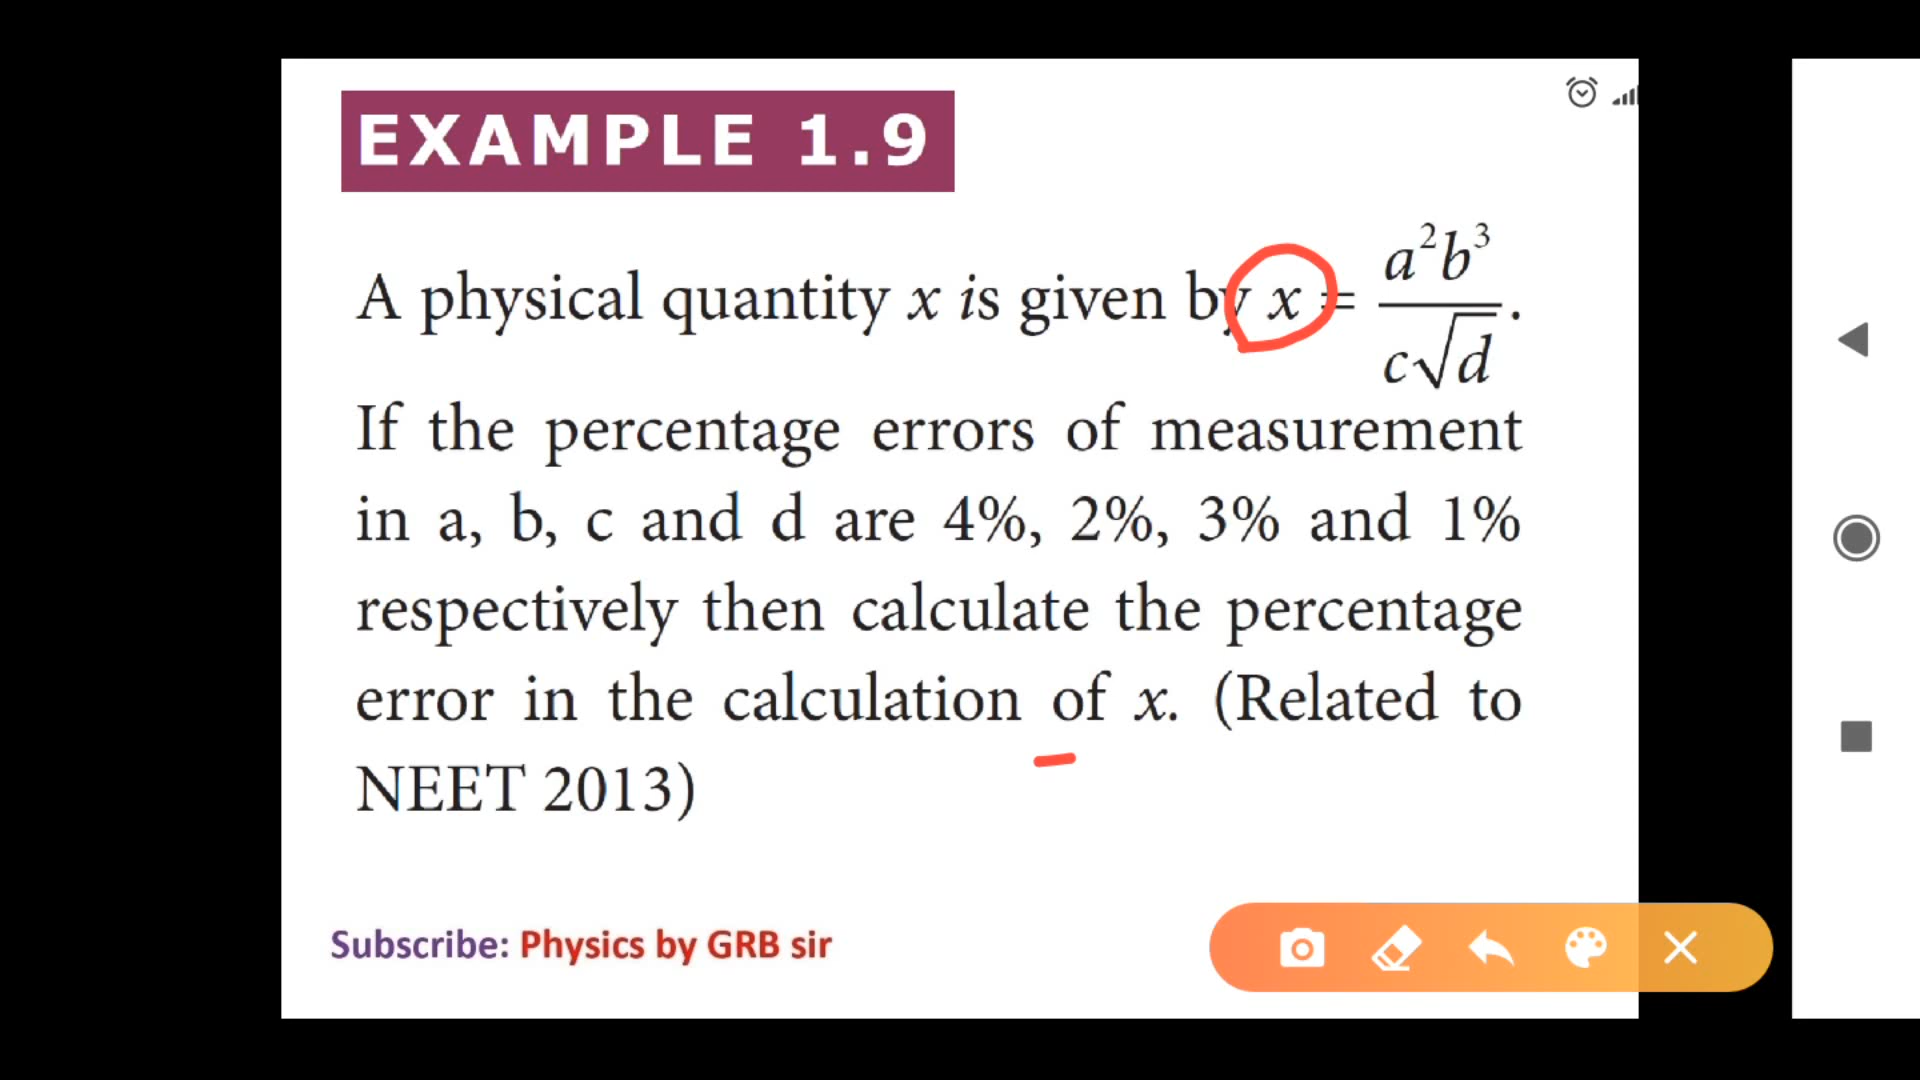 EXAMPLE 1.9
A physical quantity x is given by x = a²b³ / c√d .
If the percentage errors of measurement
in a, b, c and d are 4%, 2%, 3% and 1%
respectively then calculate the percentage
error in the calculation of x. (Related to
NEET 2013)
Subscribe: Physics by GRB sir